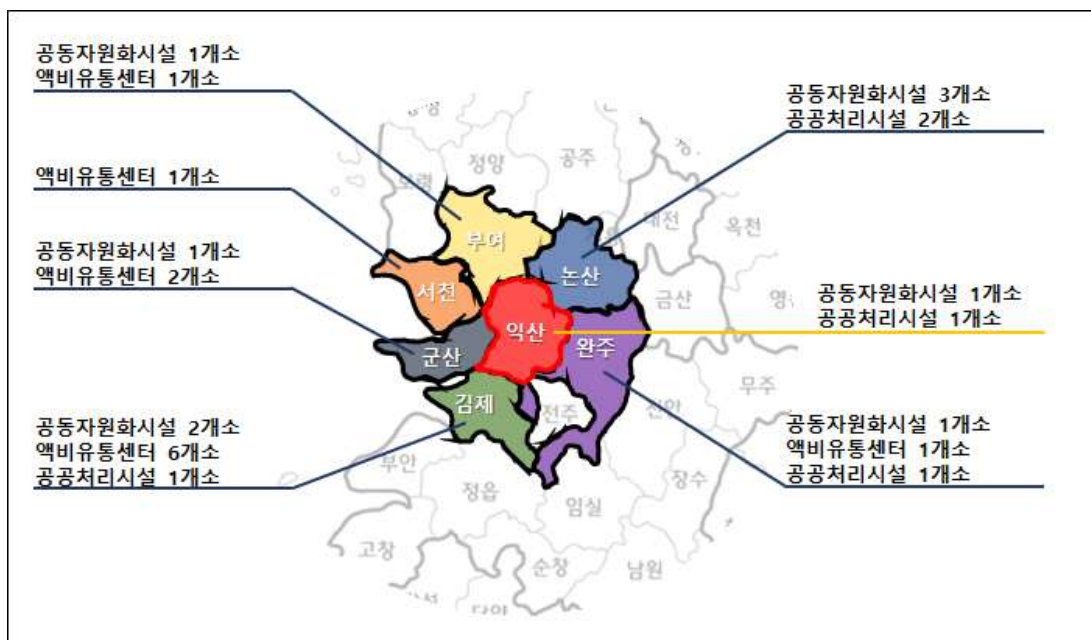 공동자원화시설 1개소
액비유통센터 1개소
공동자원화시설 3개소
공공처리시설 2개소
액비유통센터 1개소
공동자원화시설 1개소
액비유통센터 2개소
공동자원화시설 1개소
공공처리시설 1개소
공동자원화시설 2개소
액비유통센터 6개소
공공처리시설 1개소
공동자원화시설 1개소
액비유통센터 1개소
공공처리시설 1개소
정양
공주
보령
대전
옥천
부여
논산
서천
금산
익산
군산
완주
김제
전주
진안
무주
부안
정읍
임실
장수
고창
순창
남원